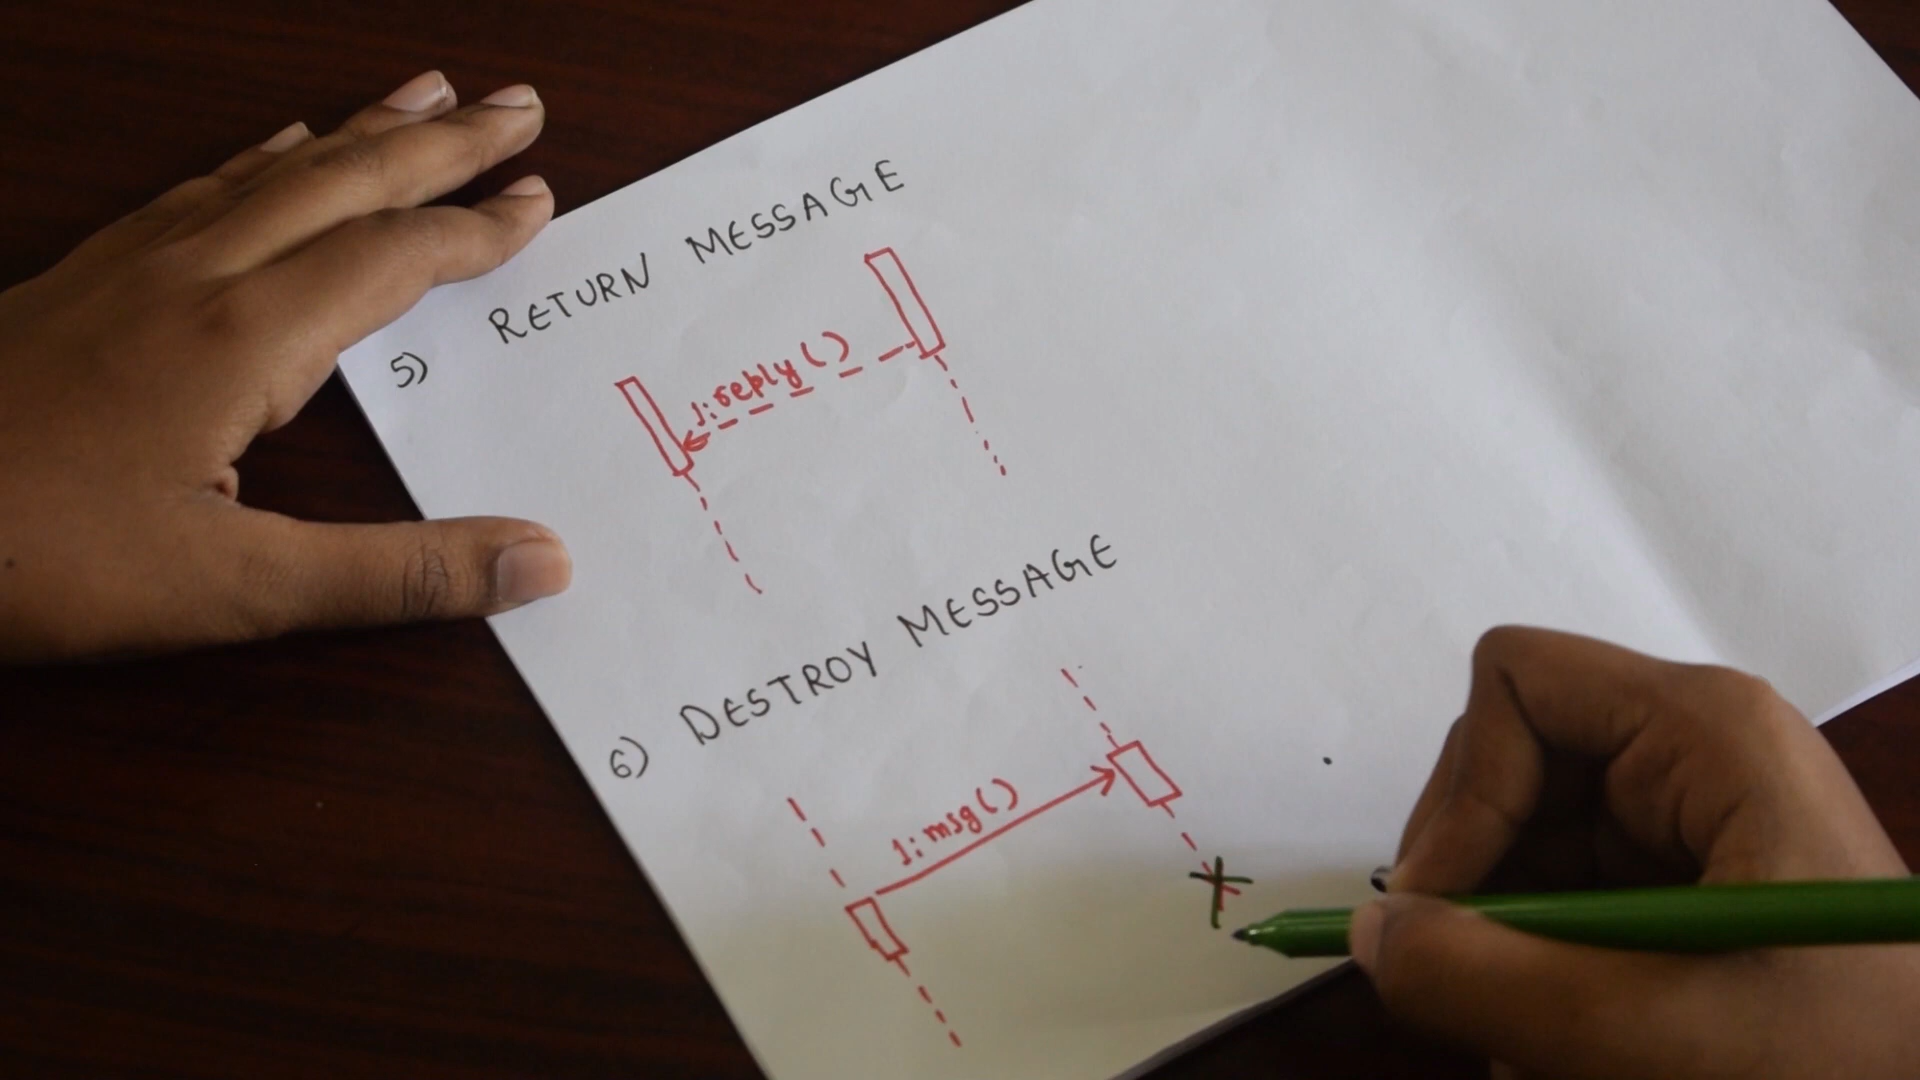 5) RETURN MESSAGE
1:reply()
6) DESTROY MESSAGE
1:msg()